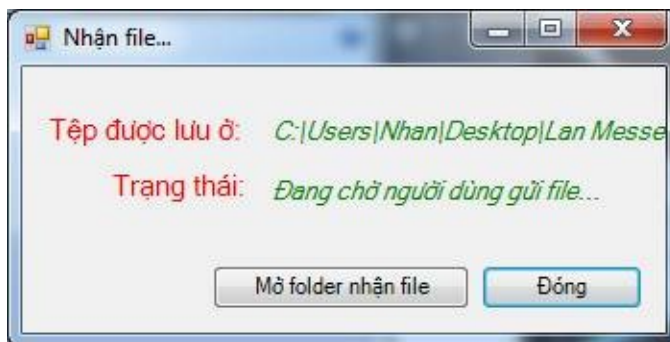 Nhận file...
Tệp được lưu ở: C:\Users\Nhan\Desktop\Lan Messe
Trạng thái: Đang chờ người dùng gửi file...
Mở folder nhận file Đóng